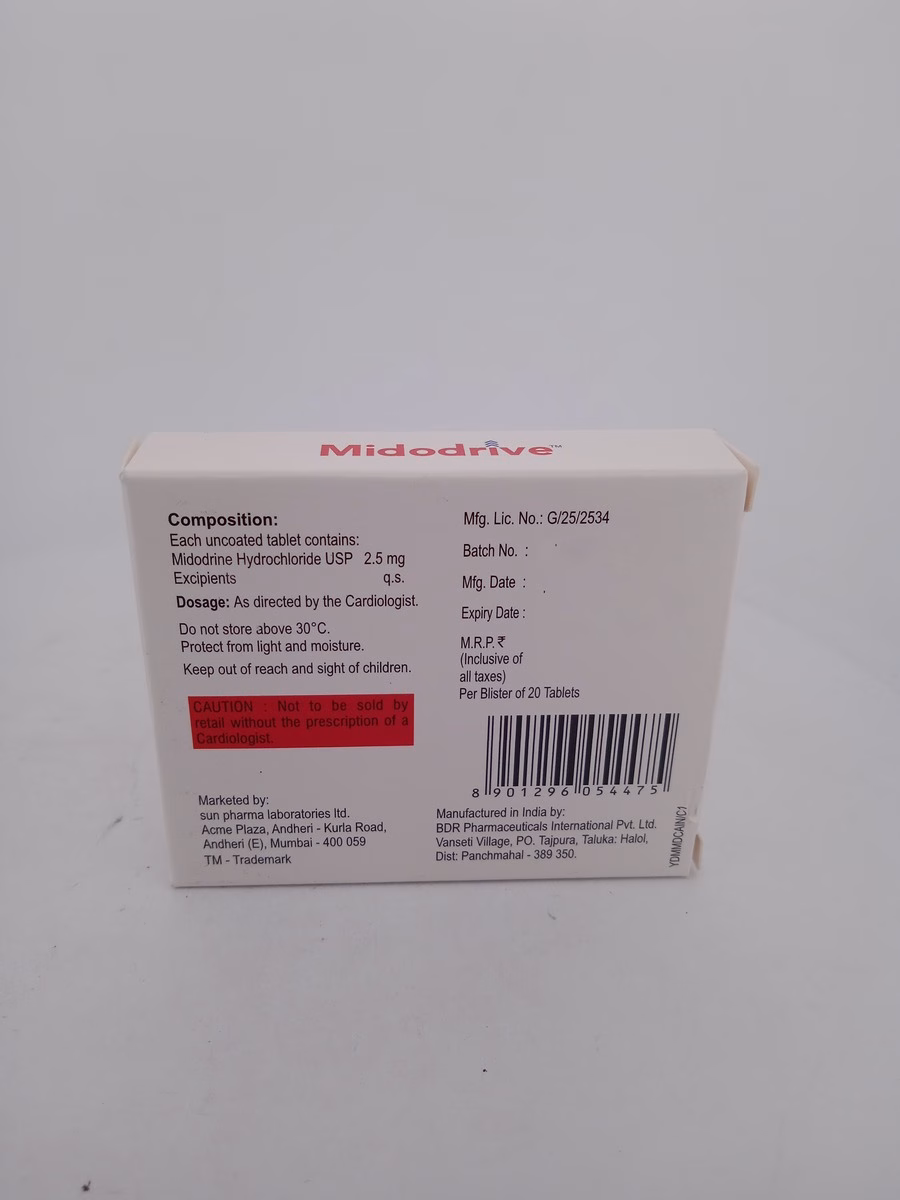 Midodrive™
Composition:
Each uncoated tablet contains:
Midodrine Hydrochloride USP 2.5 mg
Excipients q.s.
Dosage: As directed by the Cardiologist.
Do not store above 30°C.
Protect from light and moisture.
Keep out of reach and sight of children.
CAUTION : Not to be sold by
retail without the prescription of a
Cardiologist.
Marketed by:
sun pharma laboratories ltd.
Acme Plaza, Andheri - Kurla Road,
Andheri (E), Mumbai - 400 059
TM - Trademark
Mfg. Lic. No.: G/25/2534
Batch No. :
Mfg. Date :
Expiry Date :
M.R.P.₹
(Inclusive of
all taxes)
Per Blister of 20 Tablets
8 901296 054475
Manufactured in India by:
BDR Pharmaceuticals International Pvt. Ltd.
Vanseti Village, PO. Tajpura, Taluka: Halol,
Dist: Panchmahal - 389 350.
YDMMDCAIN/C1